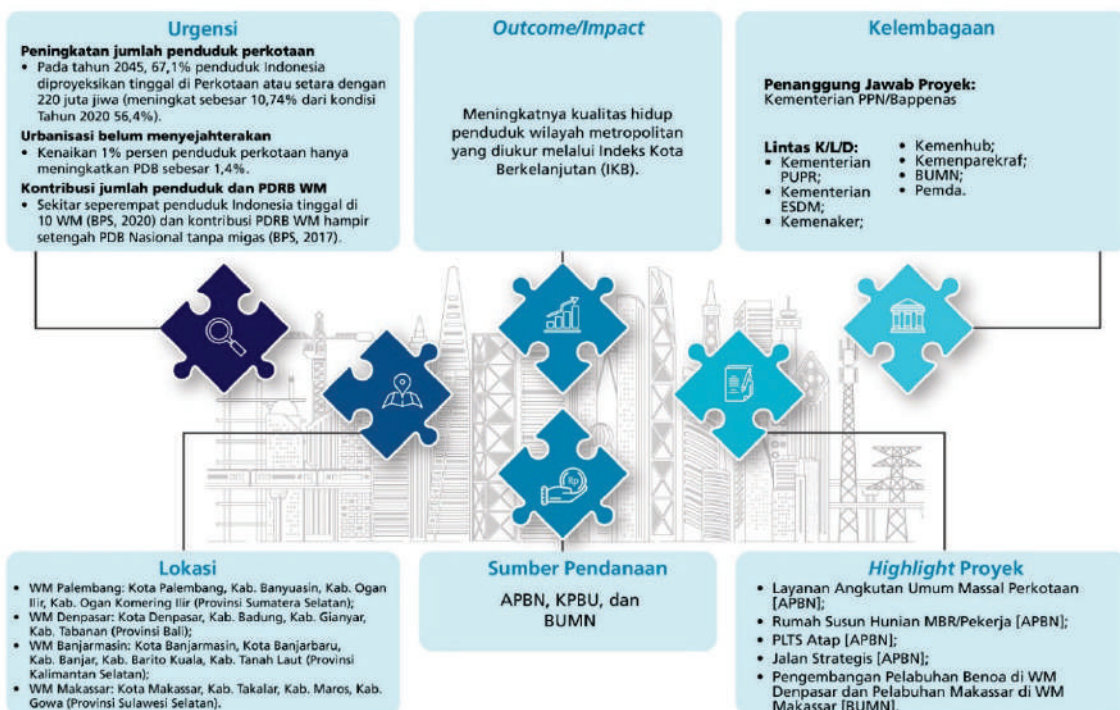 Urgensi
Peningkatan jumlah penduduk perkotaan
• Pada tahun 2045, 67,1% penduduk Indonesia
diproyeksikan tinggal di Perkotaan atau setara dengan
220 juta jiwa (meningkat sebesar 10,74% dari kondisi
Tahun 2020 56,4%).
Urbanisasi belum menyejahterakan
• Kenaikan 1% persen penduduk perkotaan hanya
meningkatkan PDB sebesar 1,4%.
Kontribusi jumlah penduduk dan PDRB WM
• Sekitar seperempat penduduk Indonesia tinggal di
10 WM (BPS, 2020) dan kontribusi PDRB WM hampir
setengah PDB Nasional tanpa migas (BPS, 2017).
Outcome/Impact
Meningkatnya kualitas hidup
penduduk wilayah metropolitan
yang diukur melalui Indeks Kota
Berkelanjutan (IKB).
Kelembagaan
Penanggung Jawab Proyek:
Kementerian PPN/Bappenas
Lintas K/L/D:
• Kementerian
PUPR;
• Kementerian
ESDM;
• Kemenaker;
• Kemenhub;
• Kemenparekraf;
• BUMN;
• Pemda.
Rp
Lokasi
• WM Palembang: Kota Palembang, Kab. Banyuasin, Kab. Ogan
Ilir, Kab. Ogan Komering Ilir (Provinsi Sumatera Selatan);
• WM Denpasar: Kota Denpasar, Kab. Badung, Kab. Gianyar,
Kab. Tabanan (Provinsi Bali);
• WM Banjarmasin: Kota Banjarmasin, Kota Banjarbaru,
Kab. Banjar, Kab. Barito Kuala, Kab. Tanah Laut (Provinsi
Kalimantan Selatan);
• WM Makassar: Kota Makassar, Kab. Takalar, Kab. Maros, Kab.
Gowa (Provinsi Sulawesi Selatan).
Sumber Pendanaan
APBN, KPBU, dan
BUMN
Highlight Proyek
• Layanan Angkutan Umum Massal Perkotaan
[APBN];
• Rumah Susun Hunian MBR/Pekerja [APBN];
• PLTS Atap [APBN];
• Jalan Strategis [APBN];
• Pengembangan Pelabuhan Benoa di WM
Denpasar dan Pelabuhan Makassar di WM
Makassar [BUMN].